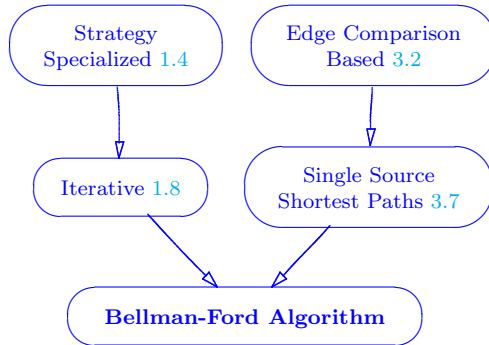 Strategy
Specialized 1.4
Edge Comparison
Based 3.2
Iterative 1.8
Single Source
Shortest Paths 3.7
Bellman-Ford Algorithm